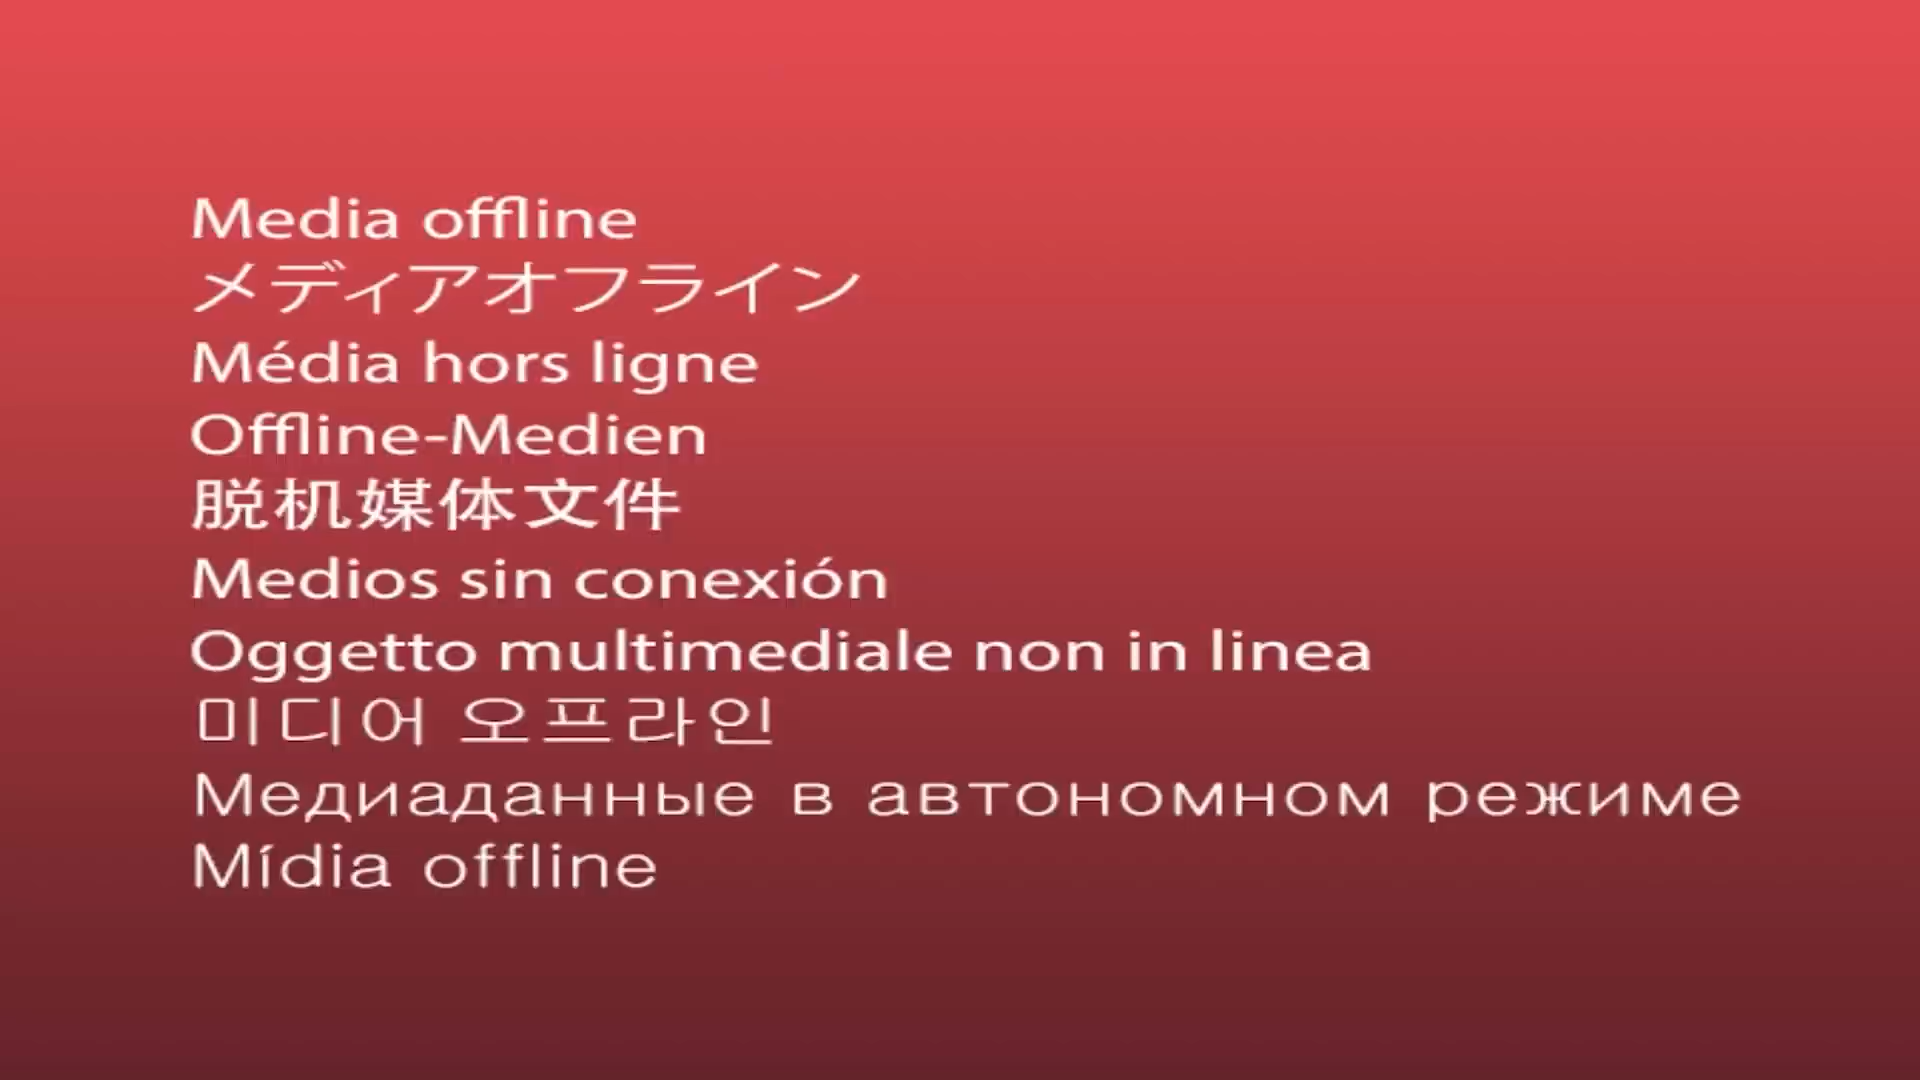 Media offline
メディアオフライン
Média hors ligne
Offline-Medien
脱机媒体文件
Medios sin conexión
Oggetto multimediale non in linea
미디어 오프라인
Медиаданные в автономном режиме
Mídia offline